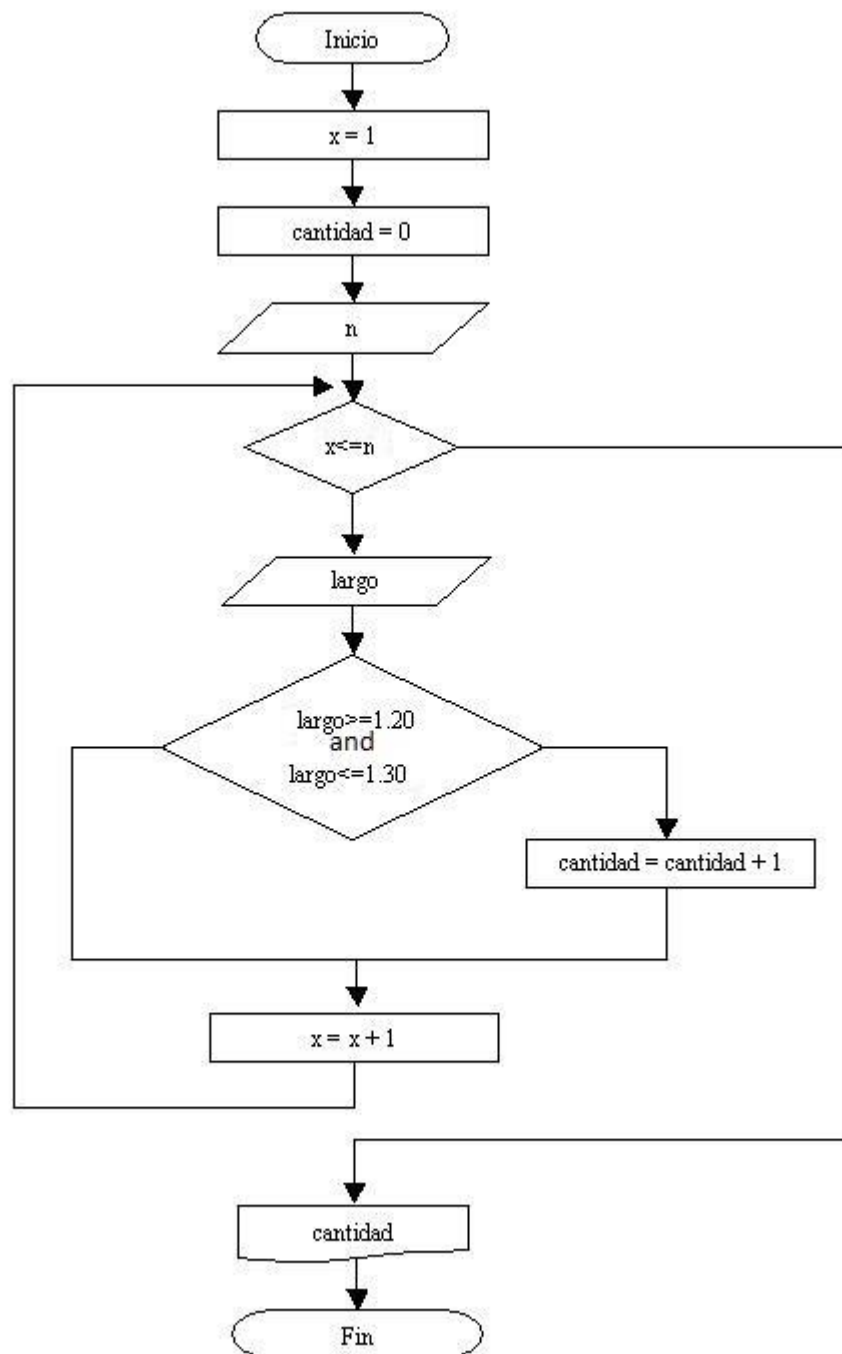 Inicio
x = 1
cantidad = 0
n
x<=n
largo
largo>=1.20
and
largo<=1.30
cantidad = cantidad + 1
x = x + 1
cantidad
Fin